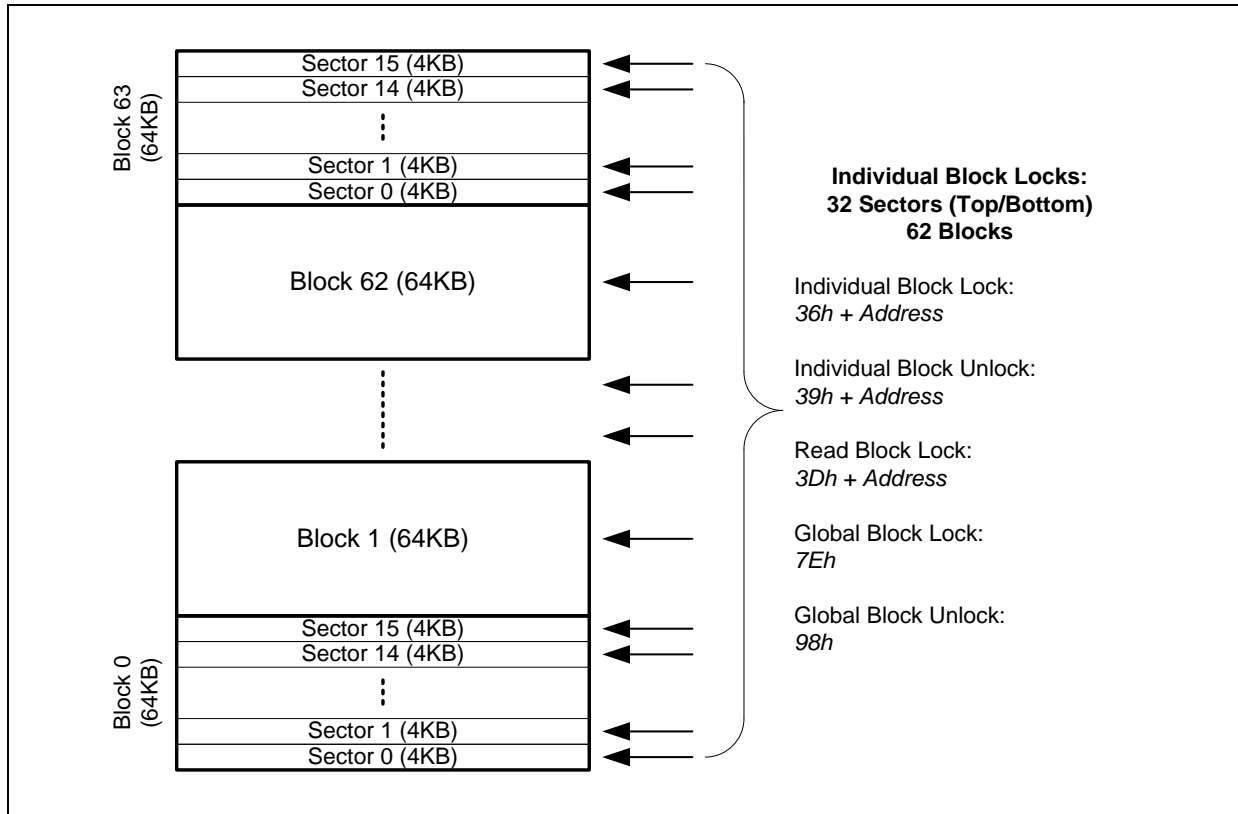 Block 63
(64KB)
Sector 15 (4KB)
Sector 14 (4KB)
Sector 1 (4KB)
Sector 0 (4KB)
Block 62 (64KB)
Block 1 (64KB)
Block 0
(64KB)
Sector 15 (4KB)
Sector 14 (4KB)
Sector 1 (4KB)
Sector 0 (4KB)
Individual Block Locks:
32 Sectors (Top/Bottom)
62 Blocks
Individual Block Lock:
36h + Address
Individual Block Unlock:
39h + Address
Read Block Lock:
3Dh + Address
Global Block Lock:
7Eh
Global Block Unlock:
98h